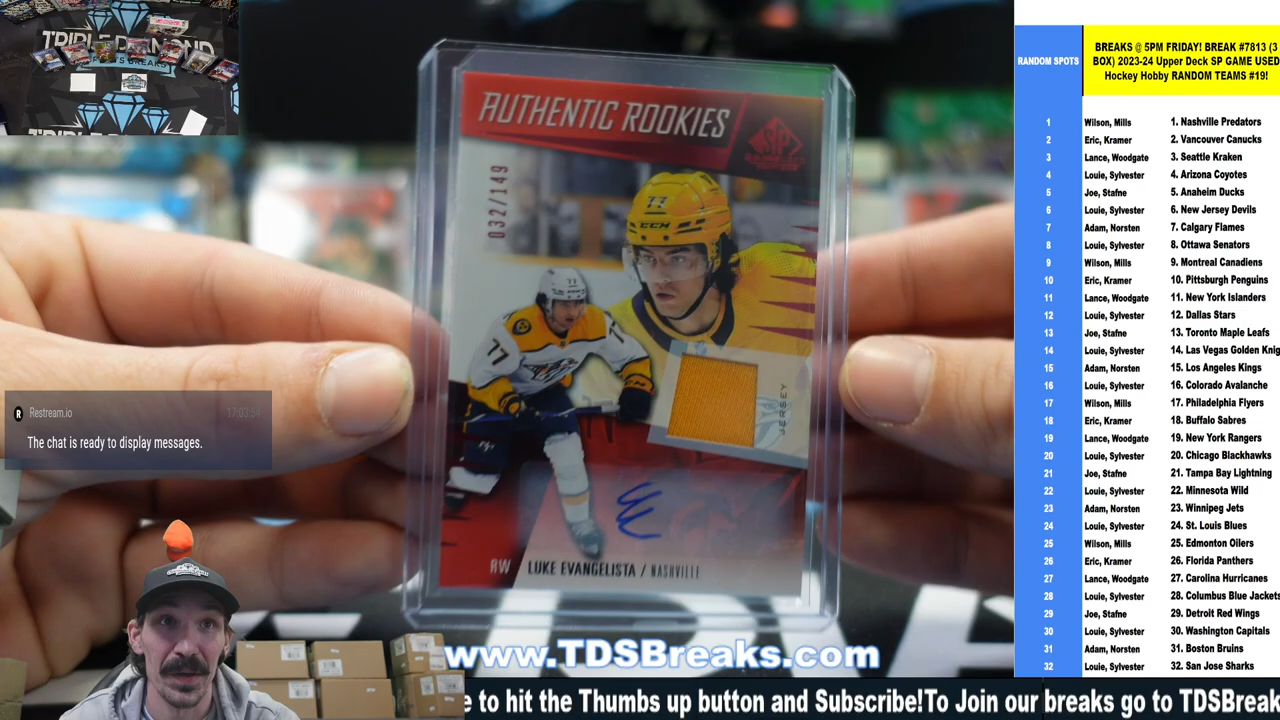 TRIPLE DIAMOND
SPORTS BREAKS
AUTHENTIC ROOKIES
032/149
77
CCM
77
77
JERSEY
RW LUKE EVANGELISTA / NASHVILLE
Restream.io 17:03:54
The chat is ready to display messages.
www.TDSBreaks.com
e to hit the Thumbs up button and Subscribe!To Join our breaks go to TDSBreak
RANDOM SPOTS
BREAKS @ 5PM FRIDAY! BREAK #7813 (3
BOX) 2023-24 Upper Deck SP GAME USED
Hockey Hobby RANDOM TEAMS #19!
1 Wilson, Mills 1. Nashville Predators
2 Eric, Kramer 2. Vancouver Canucks
3 Lance, Woodgate 3. Seattle Kraken
4 Louie, Sylvester 4. Arizona Coyotes
5 Joe, Stafne 5. Anaheim Ducks
6 Louie, Sylvester 6. New Jersey Devils
7 Adam, Norsten 7. Calgary Flames
8 Louie, Sylvester 8. Ottawa Senators
9 Wilson, Mills 9. Montreal Canadiens
10 Eric, Kramer 10. Pittsburgh Penguins
11 Lance, Woodgate 11. New York Islanders
12 Louie, Sylvester 12. Dallas Stars
13 Joe, Stafne 13. Toronto Maple Leafs
14 Louie, Sylvester 14. Las Vegas Golden Knig
15 Adam, Norsten 15. Los Angeles Kings
16 Louie, Sylvester 16. Colorado Avalanche
17 Wilson, Mills 17. Philadelphia Flyers
18 Eric, Kramer 18. Buffalo Sabres
19 Lance, Woodgate 19. New York Rangers
20 Louie, Sylvester 20. Chicago Blackhawks
21 Joe, Stafne 21. Tampa Bay Lightning
22 Louie, Sylvester 22. Minnesota Wild
23 Adam, Norsten 23. Winnipeg Jets
24 Louie, Sylvester 24. St. Louis Blues
25 Wilson, Mills 25. Edmonton Oilers
26 Eric, Kramer 26. Florida Panthers
27 Lance, Woodgate 27. Carolina Hurricanes
28 Louie, Sylvester 28. Columbus Blue Jackets
29 Joe, Stafne 29. Detroit Red Wings
30 Louie, Sylvester 30. Washington Capitals
31 Adam, Norsten 31. Boston Bruins
32 Louie, Sylvester 32. San Jose Sharks